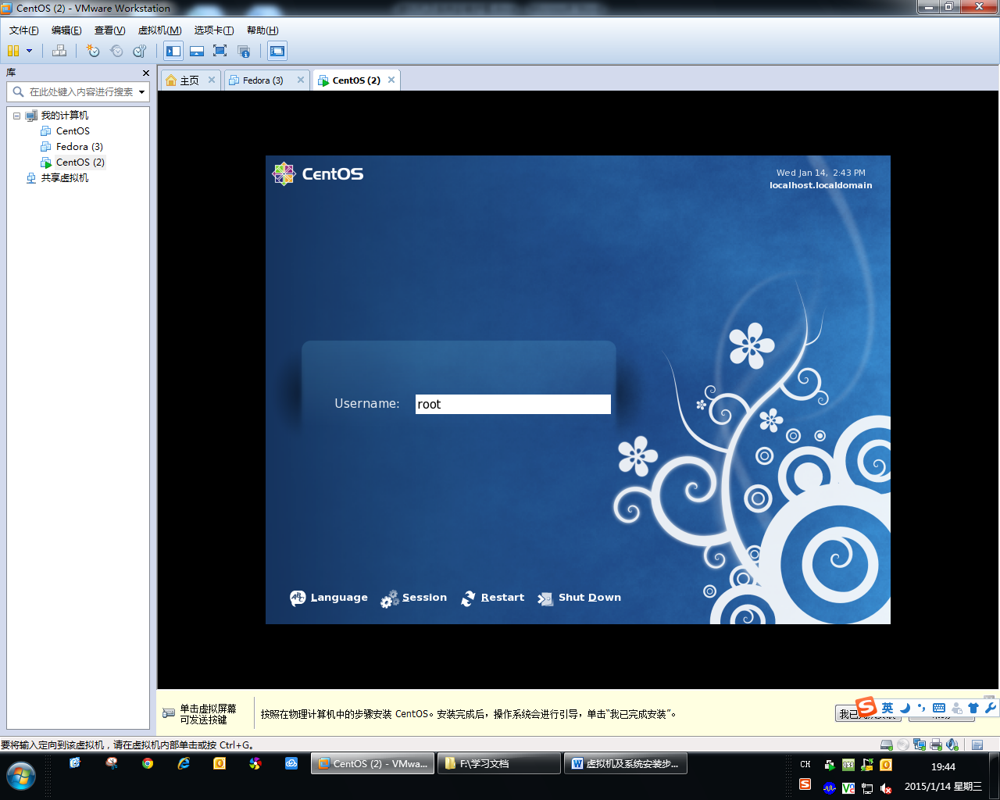 CentOS (2) - VMware Workstation
文件(F) 编辑(E) 查看(V) 虚拟机(M) 选项卡(T) 帮助(H)
库
在此处键入内容进行搜索
我的计算机
CentOS
Fedora (3)
CentOS (2)
共享虚拟机
主页
Fedora (3)
CentOS (2)
CentOS
Wed Jan 14, 2:43 PM
localhost.localdomain
Username: root
Language
Session
Restart
Shut Down
单击虚拟屏幕
可发送按键
按照在物理计算机中的步骤安装 CentOS。安装完成后，操作系统会进行引导，单击“我已完成安装”。
英
要将输入定向到该虚拟机，请在虚拟机内部单击或按 Ctrl+G。
CentOS (2) - VMwa...
F:\学习文档
虚拟机及系统安装步...
CH
19:44
2015/1/14 星期三